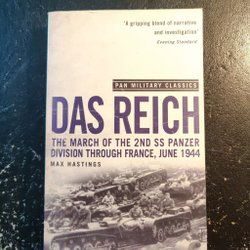 'A gripping blend of narrative
and investigation'
Evening Standard
PAN MILITARY CLASSICS
DAS REICH
THE MARCH OF THE 2ND SS PANZER
DIVISION THROUGH FRANCE, JUNE 1944
MAX HASTINGS